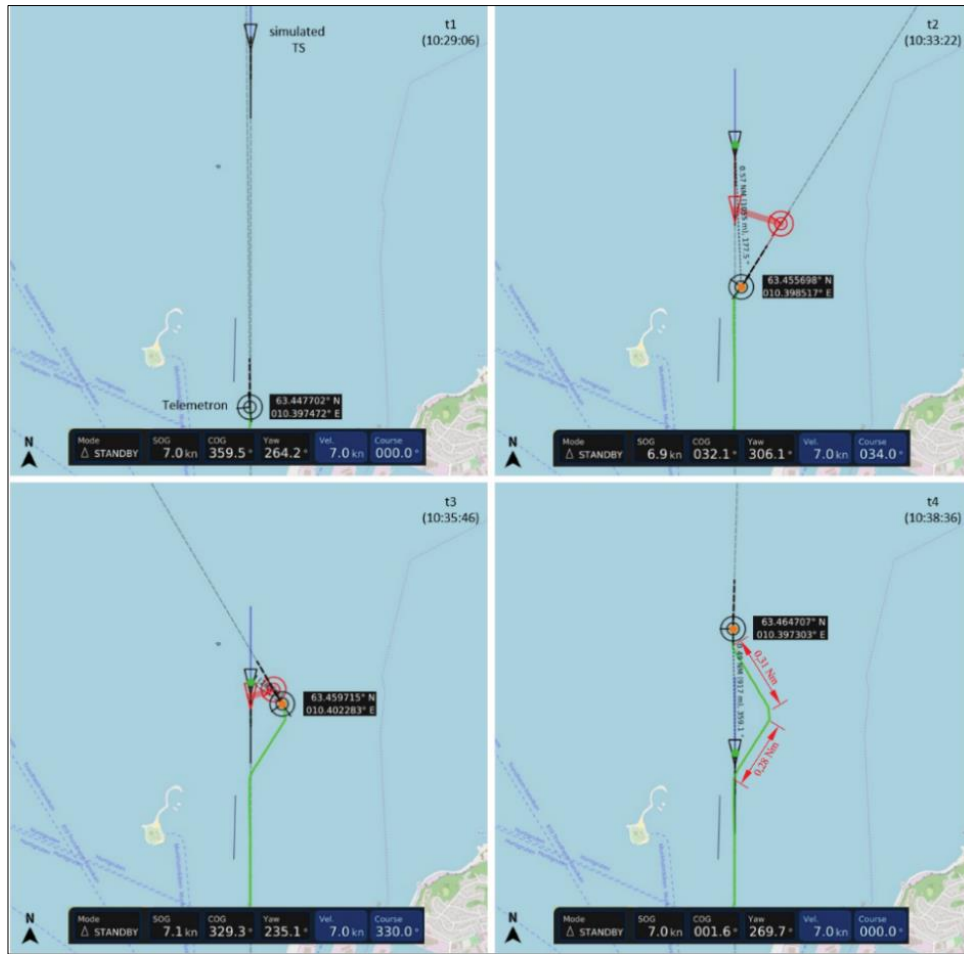 t1
(10:29:06)
simulated
TS
Telemetron
63.447702° N
010.397472° E
N
Mode SOG COG Yaw Vel. Course
STANDBY 7.0 kn 359.5 ° 264.2 ° 7.0 kn 000.0 °
t2
(10:33:22)
177.5 °
63.455698° N
010.398517° E
N
Mode SOG COG Yaw Vel. Course
STANDBY 6.9 kn 032.1 ° 306.1 ° 7.0 kn 034.0 °
t3
(10:35:46)
63.459715° N
010.402283° E
N
Mode SOG COG Yaw Vel. Course
STANDBY 7.1 kn 329.3 ° 235.1 ° 7.0 kn 330.0 °
t4
(10:38:36)
63.464707° N
010.397303° E
0.31 Nm
0.28 Nm
N
Mode SOG COG Yaw Vel. Course
STANDBY 7.0 kn 001.6 ° 269.7 ° 7.0 kn 000.0 °